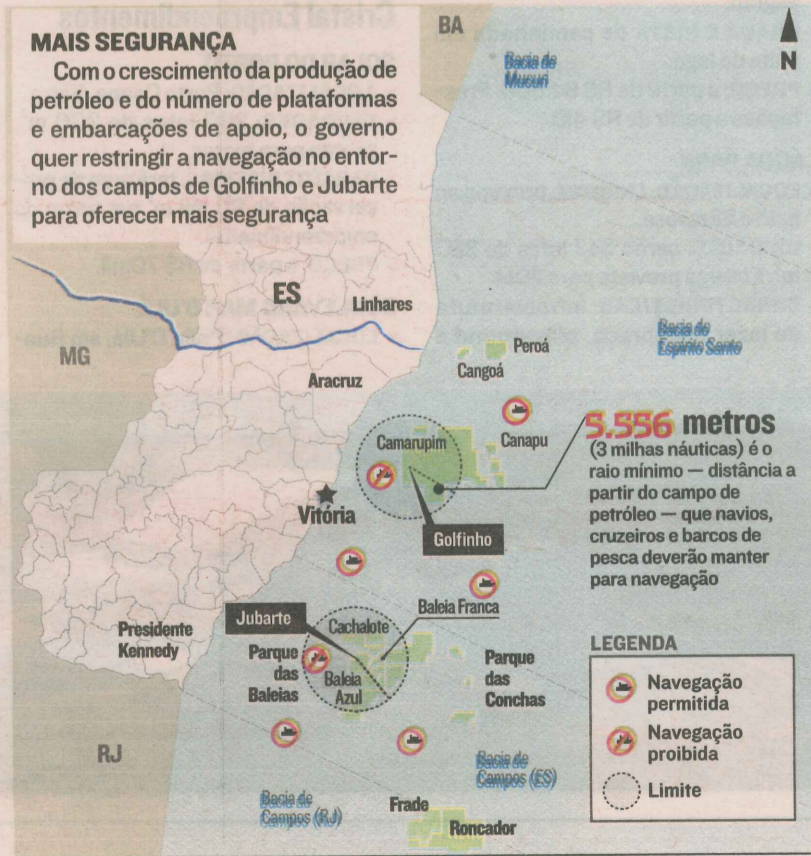 MAIS SEGURANÇA
Com o crescimento da produção de
petróleo e do número de plataformas
e embarcações de apoio, o governo
quer restringir a navegação no entor-
no dos campos de Golfinho e Jubarte
para oferecer mais segurança
BA
N
Bacia de
Mucuri
ES
Linhares
MG
Aracruz
Peroá
Cangoá
Bacia do
Espírito Santo
Camarupim
Canapu
Vitória
Golfinho
5.556 metros
(3 milhas náuticas) é o
raio mínimo — distância a
partir do campo de
petróleo — que navios,
cruzeiros e barcos de
pesca deverão manter
para navegação
Baleia Franca
Jubarte
Cachalote
Presidente
Kennedy
Parque
das
Baleias
Baleia
Azul
Parque
das
Conchas
RJ
Bacia de
Campos (ES)
Bacia de
Campos (RJ)
Frade
Roncador
LEGENDA
Navegação
permitida
Navegação
proibida
Limite